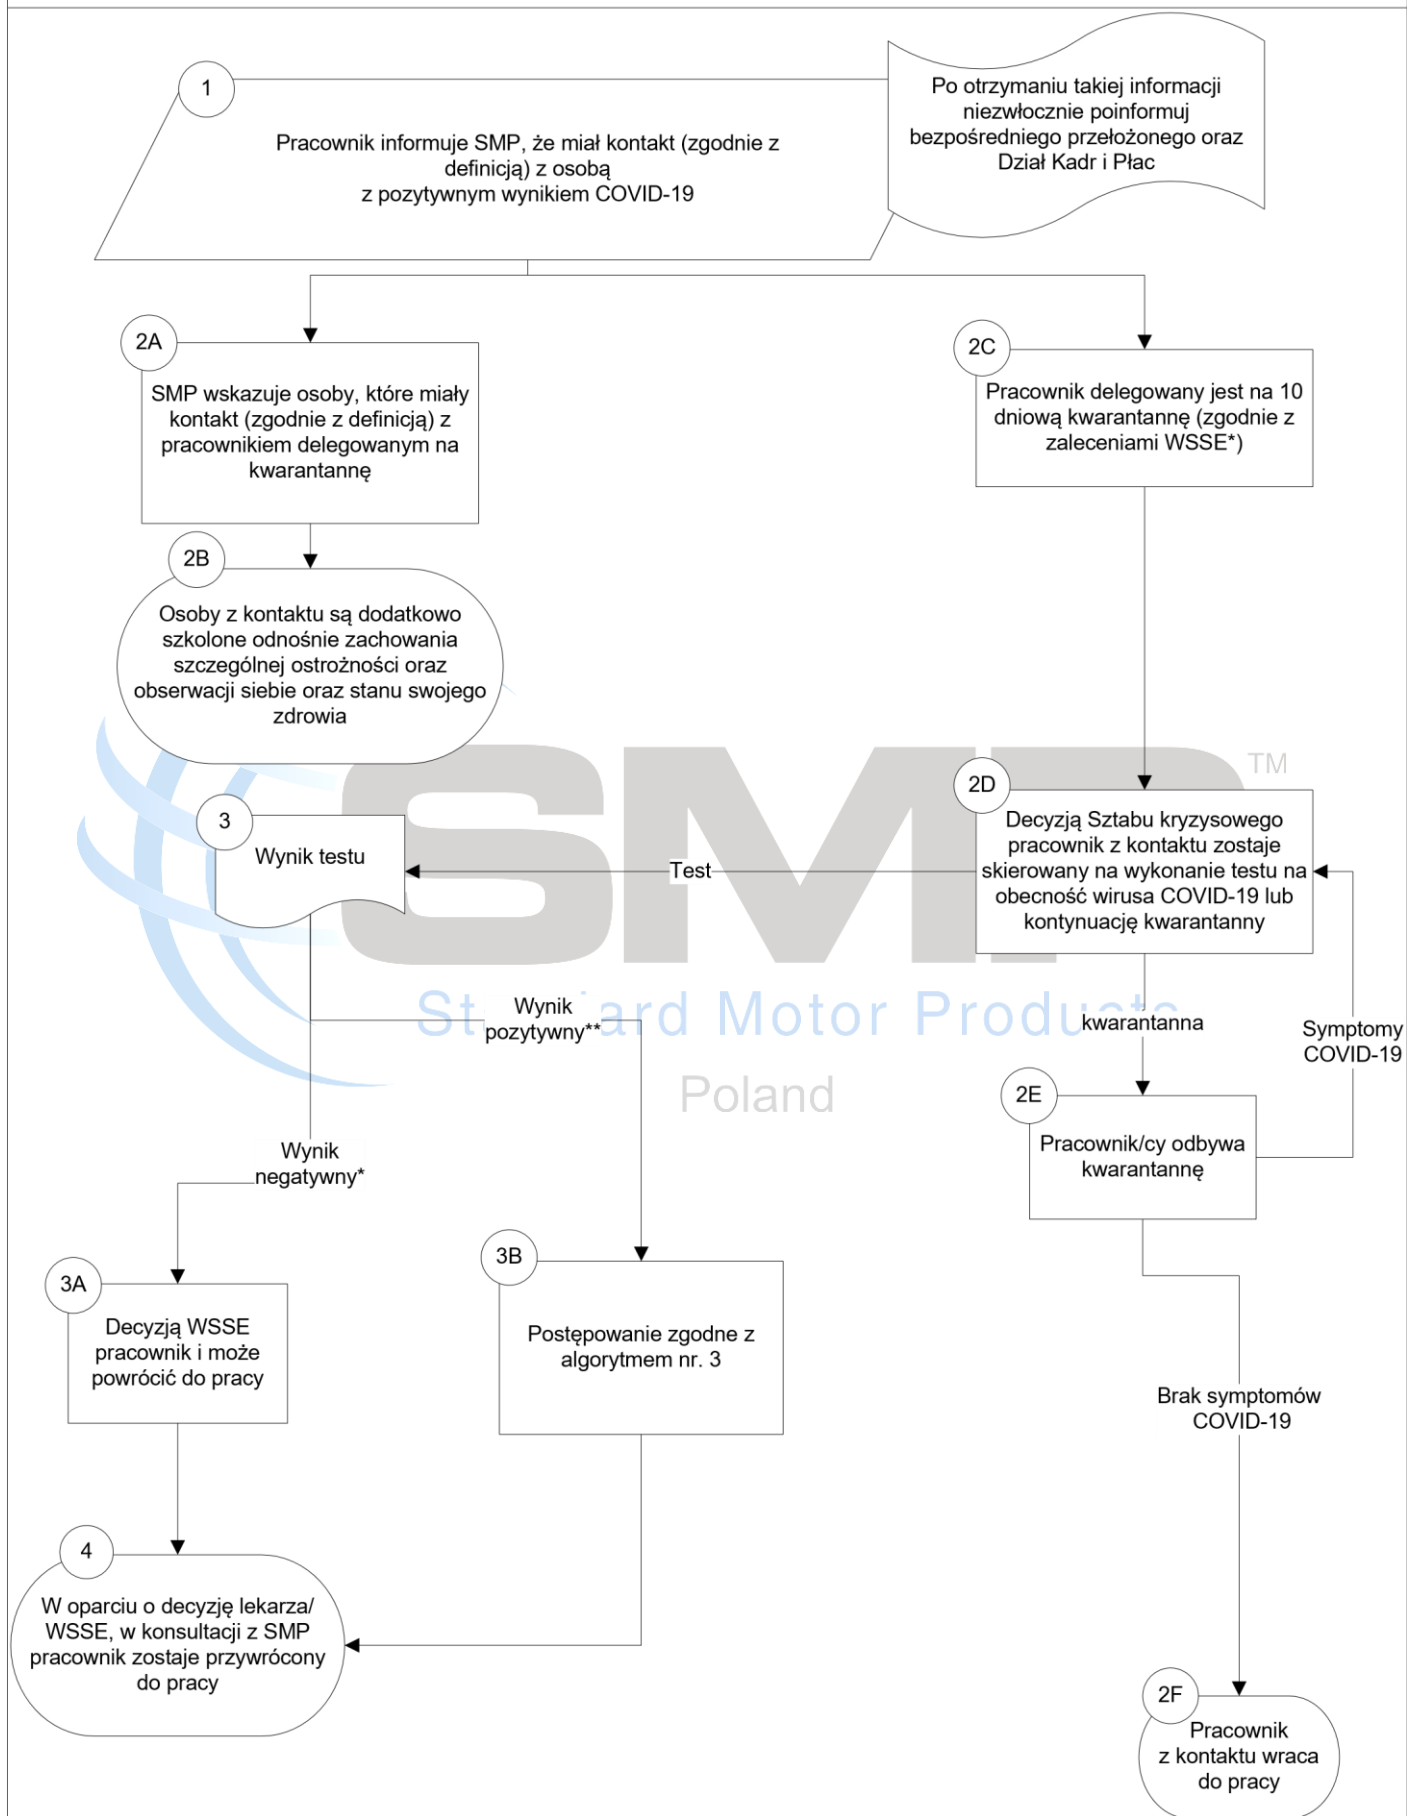 1
Pracownik informuje SMP, że miał kontakt (zgodnie z
definicją) z osobą
z pozytywnym wynikiem COVID-19
Po otrzymaniu takiej informacji
niezwłocznie poinformuj
bezpośredniego przełożonego oraz
Dział Kadr i Płac
2A
SMP wskazuje osoby, które miały
kontakt (zgodnie z definicją) z
pracownikiem delegowanym na
kwarantannę
2C
Pracownik delegowany jest na 10
dniową kwarantannę (zgodnie z
zaleceniami WSSE*)
2B
Osoby z kontaktu są dodatkowo
szkolone odnośnie zachowania
szczególnej ostrożności oraz
obserwacji siebie oraz stanu swojego
zdrowia
SMP
TM
2D
Decyzją Sztabu kryzysowego
pracownik z kontaktu zostaje
skierowany na wykonanie testu na
obecność wirusa COVID-19 lub
kontynuację kwarantanny
Test
3
Wynik testu
Standard Motor Products
Poland
Wynik
pozytywny**
kwarantanna
Symptomy
COVID-19
2E
Pracownik/cy odbywa
kwarantannę
Wynik
negatywny*
3A
Decyzją WSSE
pracownik i może
powrócić do pracy
3B
Postępowanie zgodne z
algorytmem nr. 3
Brak symptomów
COVID-19
4
W oparciu o decyzję lekarza/
WSSE, w konsultacji z SMP
pracownik zostaje przywrócony
do pracy
2F
Pracownik
z kontaktu wraca
do pracy